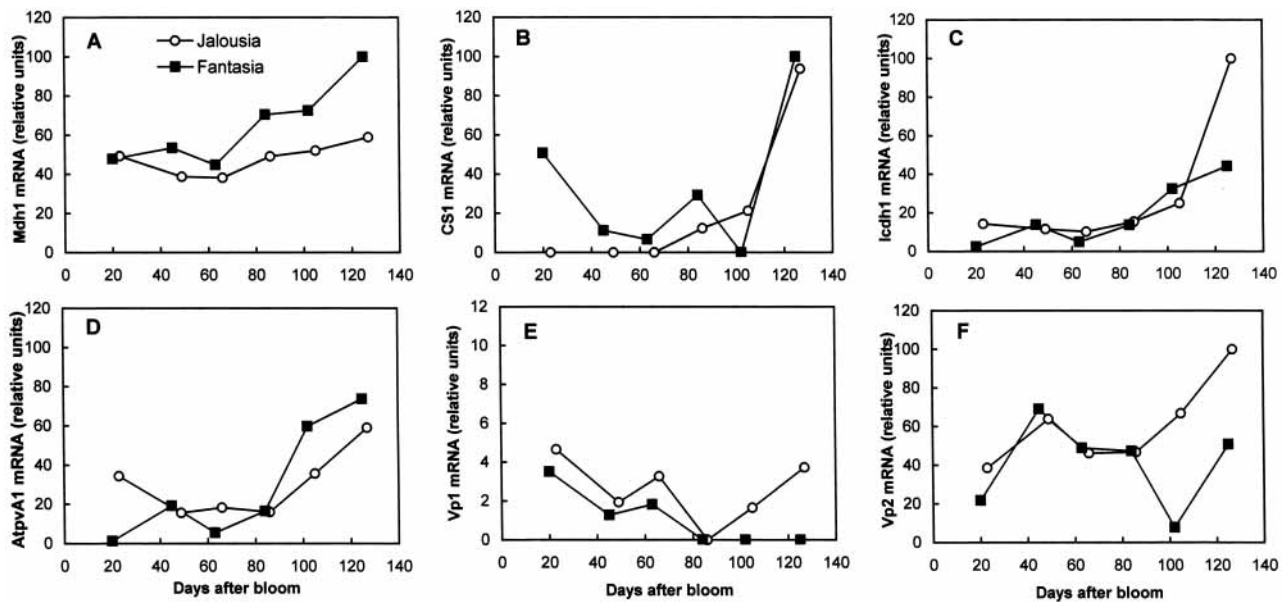 A
Jalousia
Fantasia
Mdh1 mRNA (relative units)
120
100
80
60
40
20
0
0 20 40 60 80 100 120 140
B
CS1 mRNA (relative units)
120
100
80
60
40
20
0
0 20 40 60 80 100 120 140
C
Icdh1 mRNA (relative units)
120
100
80
60
40
20
0
0 20 40 60 80 100 120 140
D
AtpvA1 mRNA (relative units)
120
100
80
60
40
20
0
0 20 40 60 80 100 120 140
Days after bloom
E
Vp1 mRNA (relative units)
12
10
8
6
4
2
0
0 20 40 60 80 100 120 140
Days after bloom
F
Vp2 mRNA (relative units)
120
100
80
60
40
20
0
0 20 40 60 80 100 120 140
Days after bloom